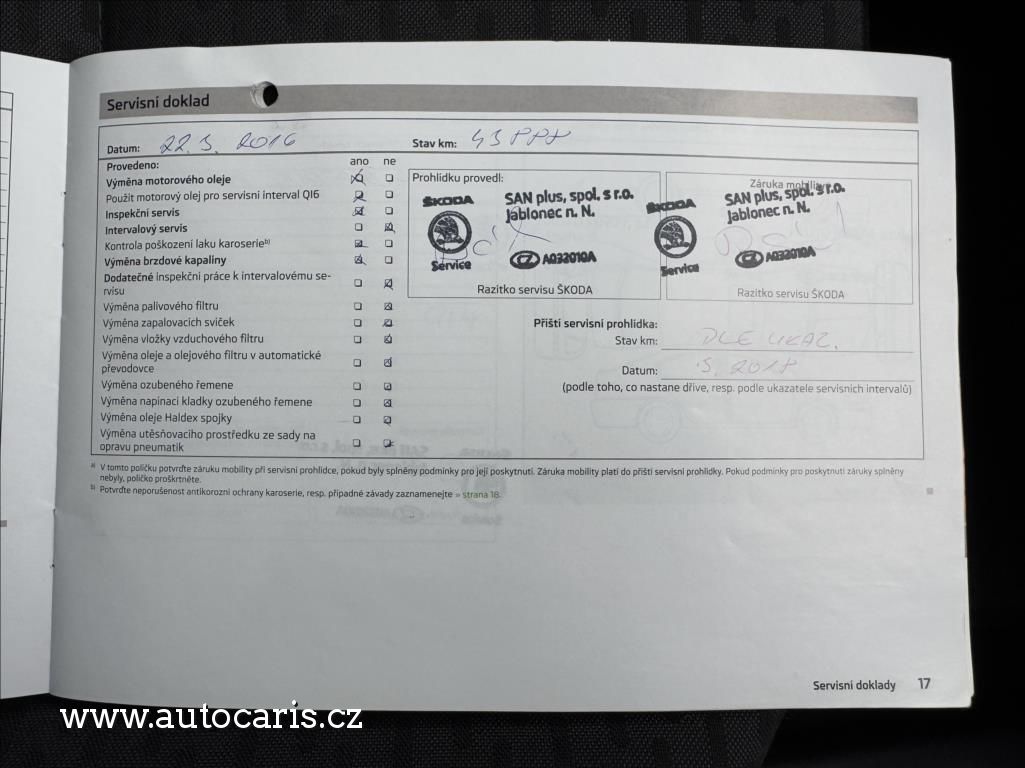 Servisní doklad
Datum: 22. 3. 2016
Stav km:
Provedeno: ano ne
Výměna motorového oleje
Použit motorový olej pro servisní interval QI6
Inspekční servis
Intervalový servis
Kontrola poškození laku karoserie b)
Výměna brzdové kapaliny
Dodatečné inspekční práce k intervalovému se-
rvisu
Výměna palivového filtru
Výměna zapalovacích svíček
Výměna vložky vzduchového filtru
Výměna oleje a olejového filtru v automatické
převodovce
Výměna ozubeného řemene
Výměna napínací kladky ozubeného řemene
Výměna oleje Haldex spojky
Výměna utěsňovacího prostředku ze sady na
opravu pneumatik
Prohlídku provedl:
ŠKODA
SAN plus, spol. s r.o.
Jablonec n. N.
Service
CZ A032010A
Razítko servisu ŠKODA
Záruka mobility
ŠKODA
SAN plus, spol. s r.o.
Jablonec n. N.
Service
CZ A032010A
Razítko servisu ŠKODA
Příští servisní prohlídka:
Stav km: DLE UKAZ.
Datum: 3. 2018
(podle toho, co nastane dříve, resp. podle ukazatele servisních intervalů)
a) V tomto políčku potvrďte záruku mobility při servisní prohlídce, pokud byly splněny podmínky pro její poskytnutí. Záruka mobility platí do příští servisní prohlídky. Pokud podmínky pro poskytnutí záruky splněny
nebyly, políčko proškrtněte.
b) Potvrďte neporušenost antikorozní ochrany karoserie, resp. případné závady zaznamenejte » strana 18.
Servisní doklady 17
www.autocaris.cz